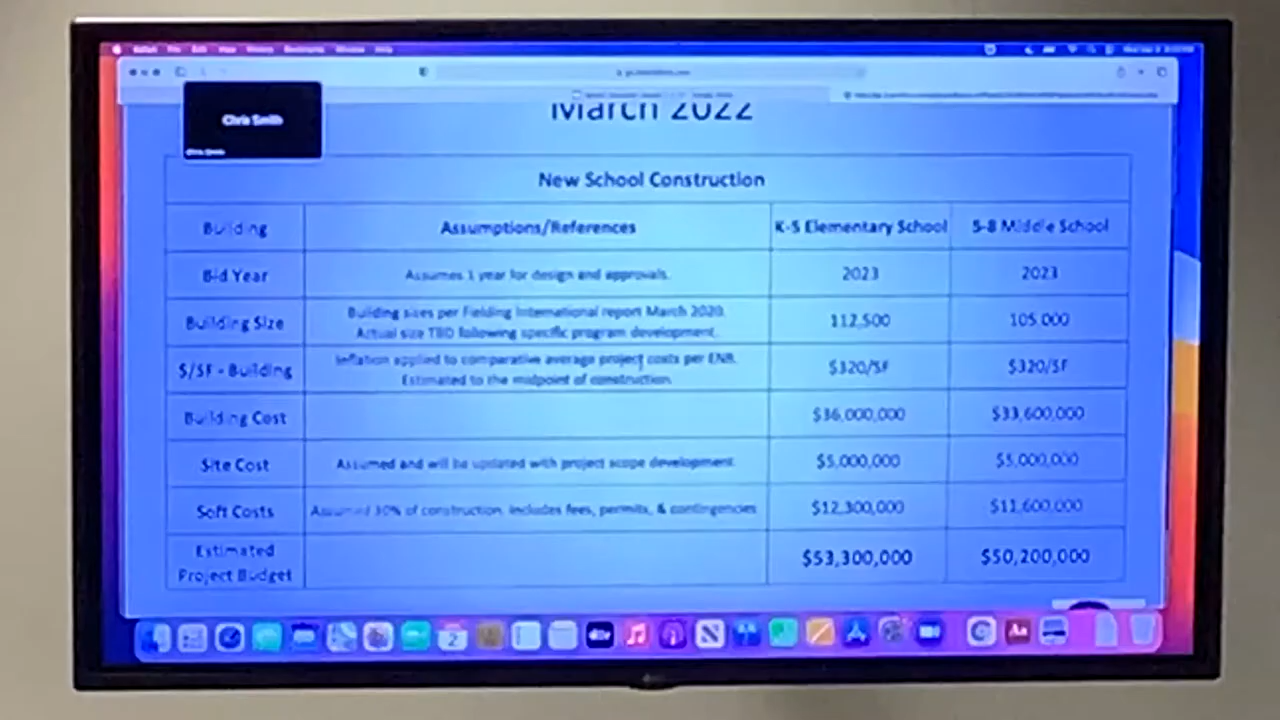 Chris Smith
March 2022
New School Construction
Building
Assumptions/References
K-5 Elementary School
5-8 Middle School
Bid Year
Assumes 1 year for design and approvals.
2023
2023
Building Size
Building sizes per Fielding International report March 2020.
Actual size TBD following specific program development.
112,500
105,000
$/SF - Building
Inflation applied to comparative average project costs per ENR.
Estimated to the midpoint of construction.
$320/SF
$320/SF
Building Cost
$36,000,000
$33,600,000
Site Cost
Assumed and will be updated with project scope development.
$5,000,000
$5,000,000
Soft Costs
Assumed 30% of construction. Includes fees, permits, & contingencies
$12,300,000
$11,600,000
Estimated
Project Budget
$53,300,000
$50,200,000